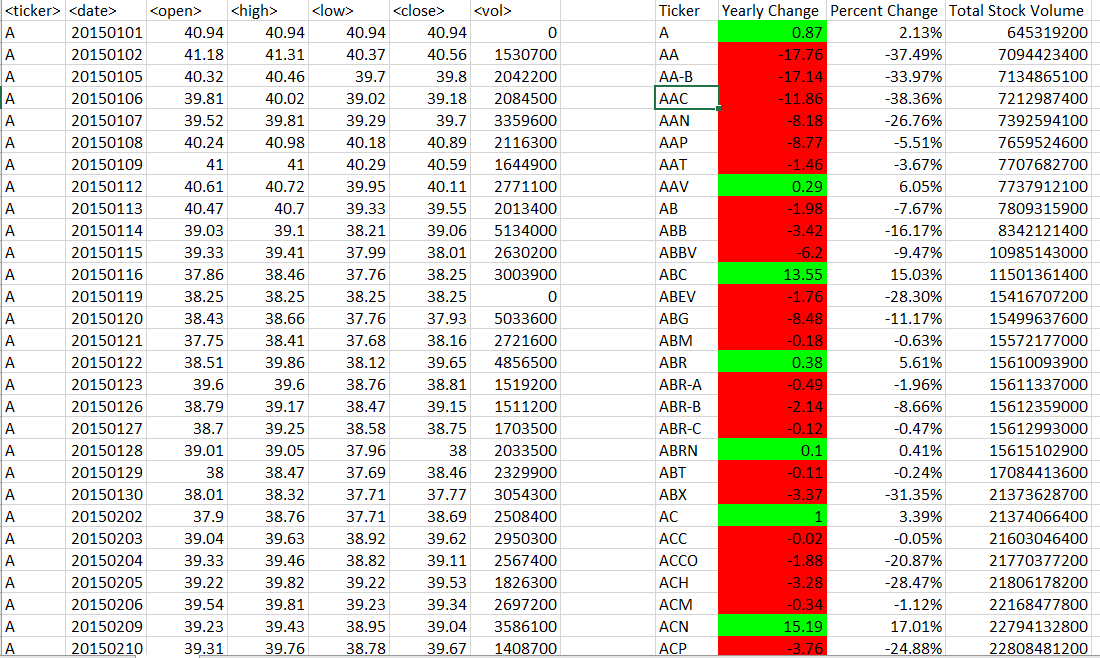 <ticker> <date> <open> <high> <low> <close> <vol> Ticker Yearly Change Percent Change Total Stock Volume
A 20150101 40.94 40.94 40.94 40.94 0 A 0.87 2.13% 645319200
A 20150102 41.18 41.31 40.37 40.56 1530700 AA -17.76 -37.49% 7094423400
A 20150105 40.32 40.46 39.7 39.8 2042200 AA-B -17.14 -33.97% 7134865100
A 20150106 39.81 40.02 39.02 39.18 2084500 AAC -11.86 -38.36% 7212987400
A 20150107 39.52 39.81 39.29 39.7 3359600 AAN -8.18 -26.76% 7392594100
A 20150108 40.24 40.98 40.18 40.89 2116300 AAP -8.77 -5.51% 7659524600
A 20150109 41 41 40.29 40.59 1644900 AAT -1.46 -3.67% 7707682700
A 20150112 40.61 40.72 39.95 40.11 2771100 AAV 0.29 6.05% 7737912100
A 20150113 40.47 40.7 39.33 39.55 2013400 AB -1.98 -7.67% 7809315900
A 20150114 39.03 39.1 38.21 39.06 5134000 ABB -3.42 -16.17% 8342121400
A 20150115 39.33 39.41 37.99 38.01 2630200 ABBV -6.2 -9.47% 10985143000
A 20150116 37.86 38.46 37.76 38.25 3003900 ABC 13.55 15.03% 11501361400
A 20150119 38.25 38.25 38.25 38.25 0 ABEV -1.76 -28.30% 15416707200
A 20150120 38.43 38.66 37.76 37.93 5033600 ABG -8.48 -11.17% 15499637600
A 20150121 37.75 38.41 37.68 38.16 2721600 ABM -0.18 -0.63% 15572177000
A 20150122 38.51 39.86 38.12 39.65 4856500 ABR 0.38 5.61% 15610093900
A 20150123 39.6 39.6 38.76 38.81 1519200 ABR-A -0.49 -1.96% 15611337000
A 20150126 38.79 39.17 38.47 39.15 1511200 ABR-B -2.14 -8.66% 15612359000
A 20150127 38.7 39.25 38.58 38.75 1703500 ABR-C -0.12 -0.47% 15612993000
A 20150128 39.01 39.05 37.96 38 2033500 ABRN 0.1 0.41% 15615102900
A 20150129 38 38.47 37.69 38.46 2329900 ABT -0.11 -0.24% 17084413600
A 20150130 38.01 38.32 37.71 37.77 3054300 ABX -3.37 -31.35% 21373628700
A 20150202 37.9 38.76 37.71 38.69 2508400 AC 1 3.39% 21374066400
A 20150203 39.04 39.63 38.92 39.62 2950300 ACC -0.02 -0.05% 21603046400
A 20150204 39.33 39.46 38.82 39.11 2567400 ACCO -1.88 -20.87% 21770377200
A 20150205 39.22 39.82 39.22 39.53 1826300 ACH -3.28 -28.47% 21806178200
A 20150206 39.54 39.81 39.23 39.34 2697200 ACM -0.34 -1.12% 22168477800
A 20150209 39.23 39.43 38.95 39.04 3586100 ACN 15.19 17.01% 22794132800
A 20150210 39.31 39.76 38.78 39.67 1408700 ACP -3.76 -24.88% 22808481200